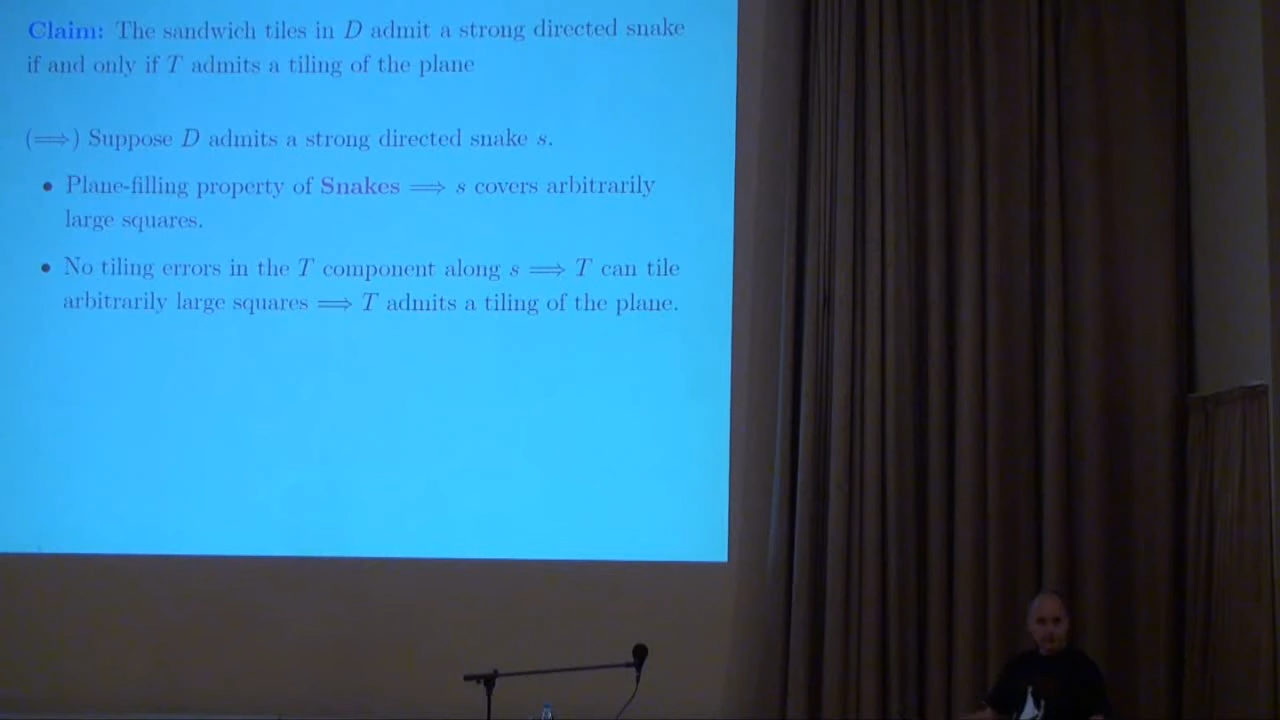 Claim: The sandwich tiles in D admit a strong directed snake
if and only if T admits a tiling of the plane
(⟹) Suppose D admits a strong directed snake s.
• Plane-filling property of Snakes ⟹ s covers arbitrarily
large squares.
• No tiling errors in the T component along s ⟹ T can tile
arbitrarily large squares ⟹ T admits a tiling of the plane.